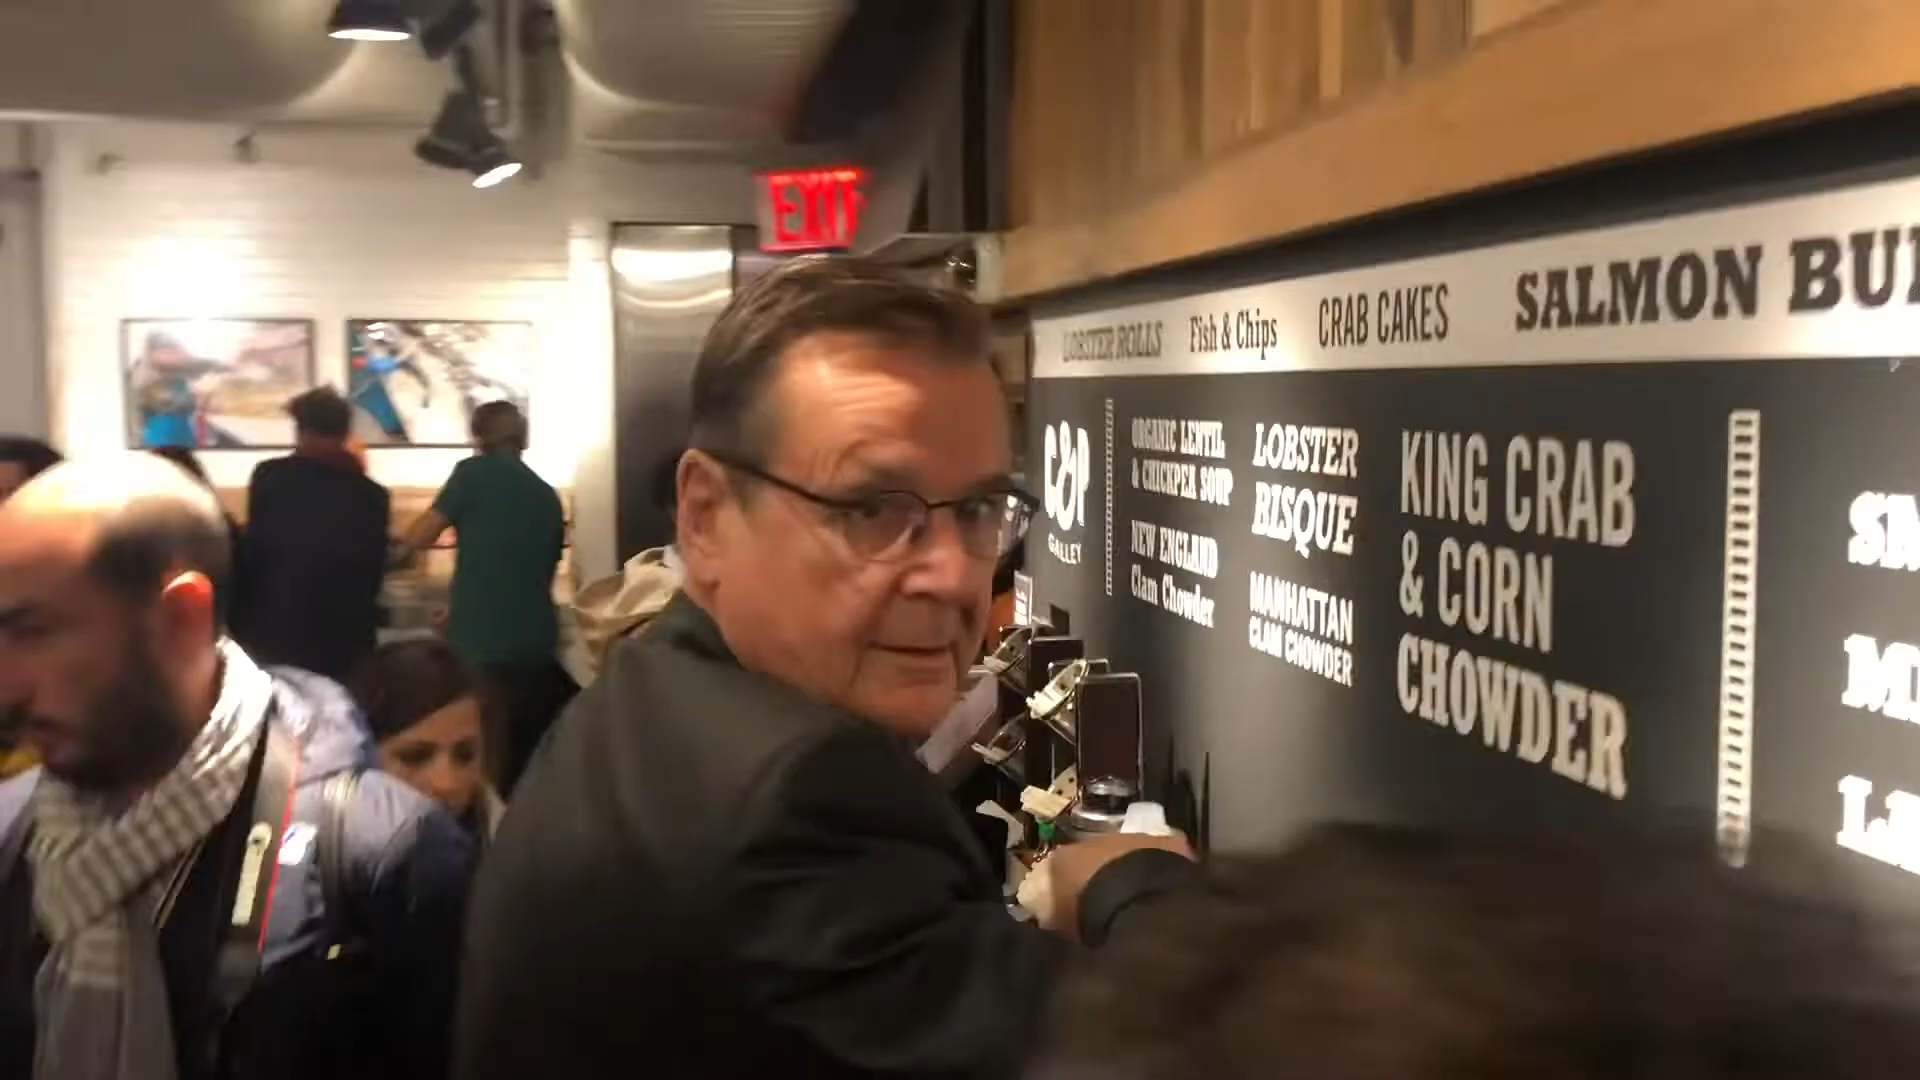 EXIT
LOBSTER ROLLS
Fish & Chips
CRAB CAKES
SALMON
C&P
GALLEY
ORGANIC LENTIL
& CHICKPEA SOUP
NEW ENGLAND
Clam Chowder
LOBSTER
BISQUE
MANHATTAN
CLAM CHOWDER
KING CRAB
& CORN
CHOWDER